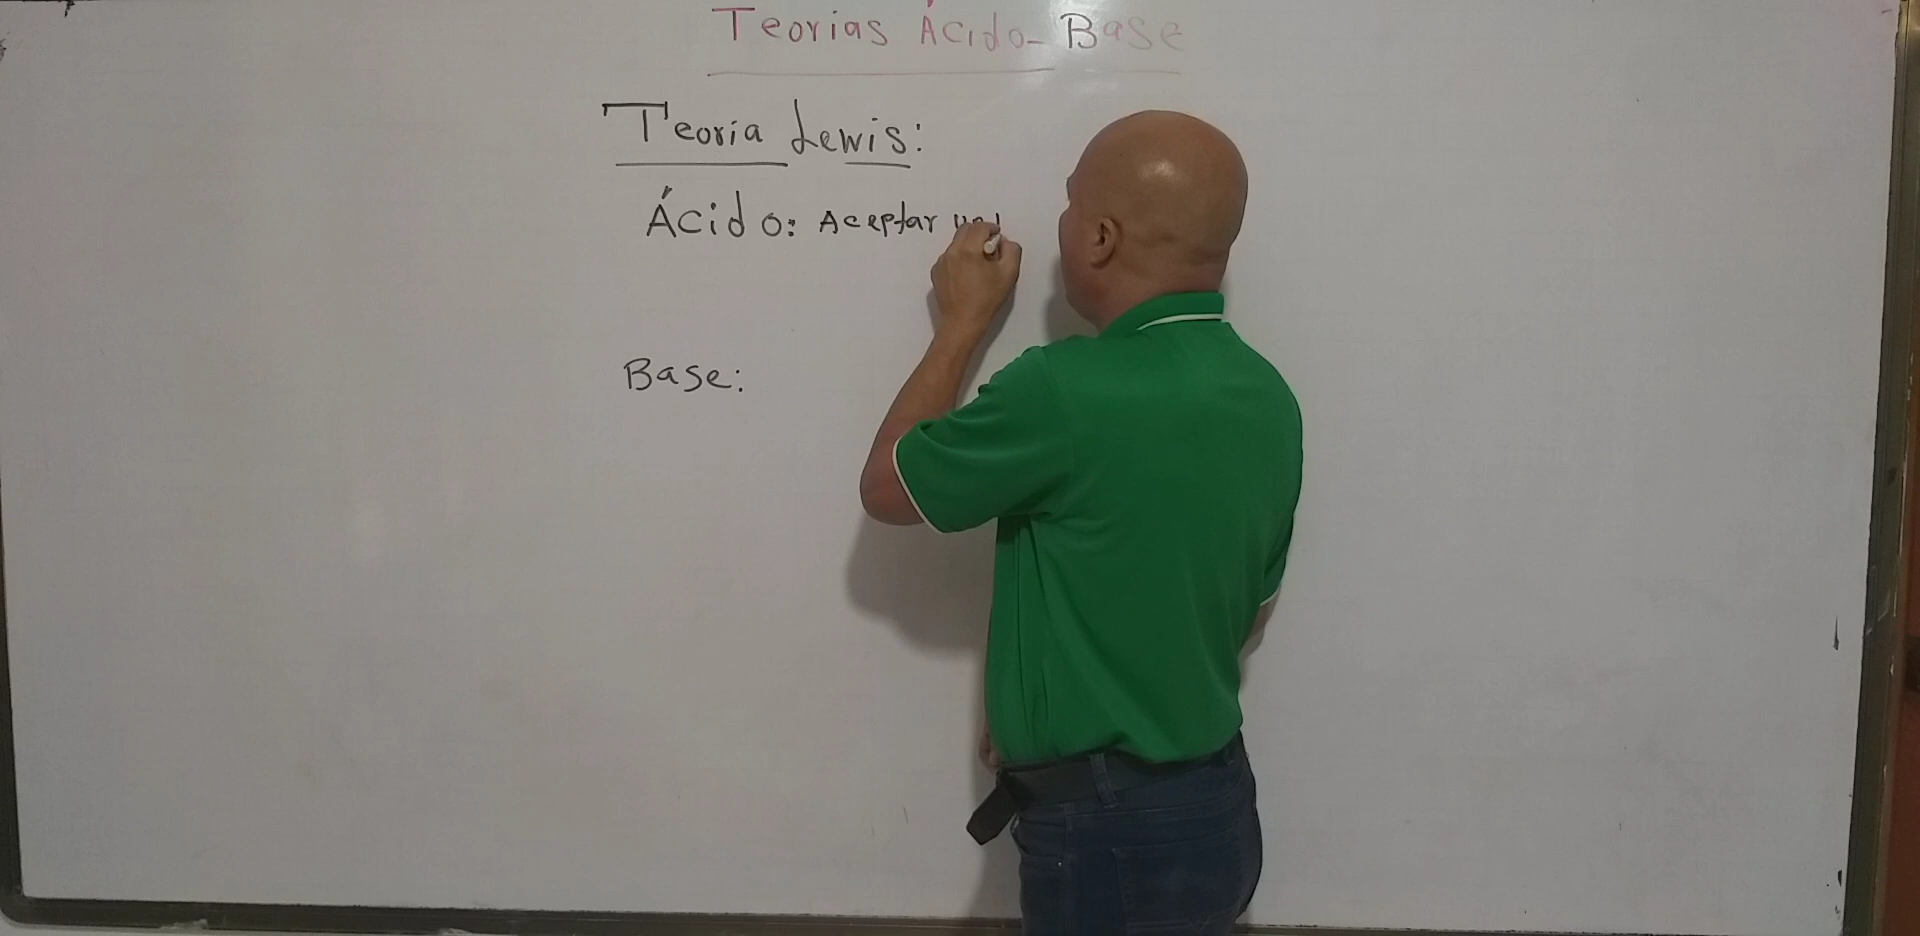 Teorias Ácido-Base
Teoría Lewis:
Ácido: Aceptar
Base: